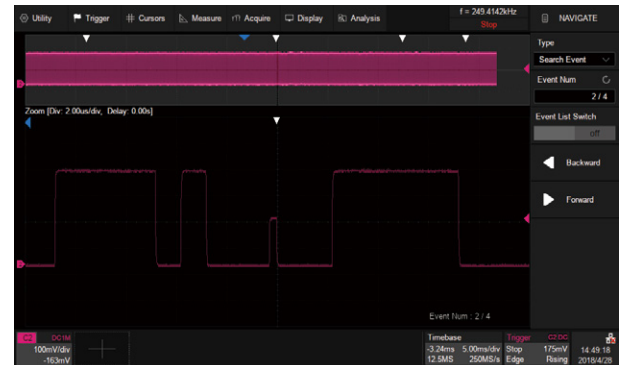 Utility Trigger Cursors Measure Acquire Display Analysis f = 249.4142kHz Stop NAVIGATE
Type
Search Event
Event Num
2 / 4
Zoom [Div: 2.00us/div, Delay: 0.00s]
Event List Switch
off
Backward
Forward
Event Num : 2 / 4
C2 DC1M
100mV/div
-163mV
Timebase
-3.24ms 5.00ms/div
12.5MS 250MS/s
Trigger C2 DC
Stop 175mV
Edge Rising
14:49:18
2018/4/28